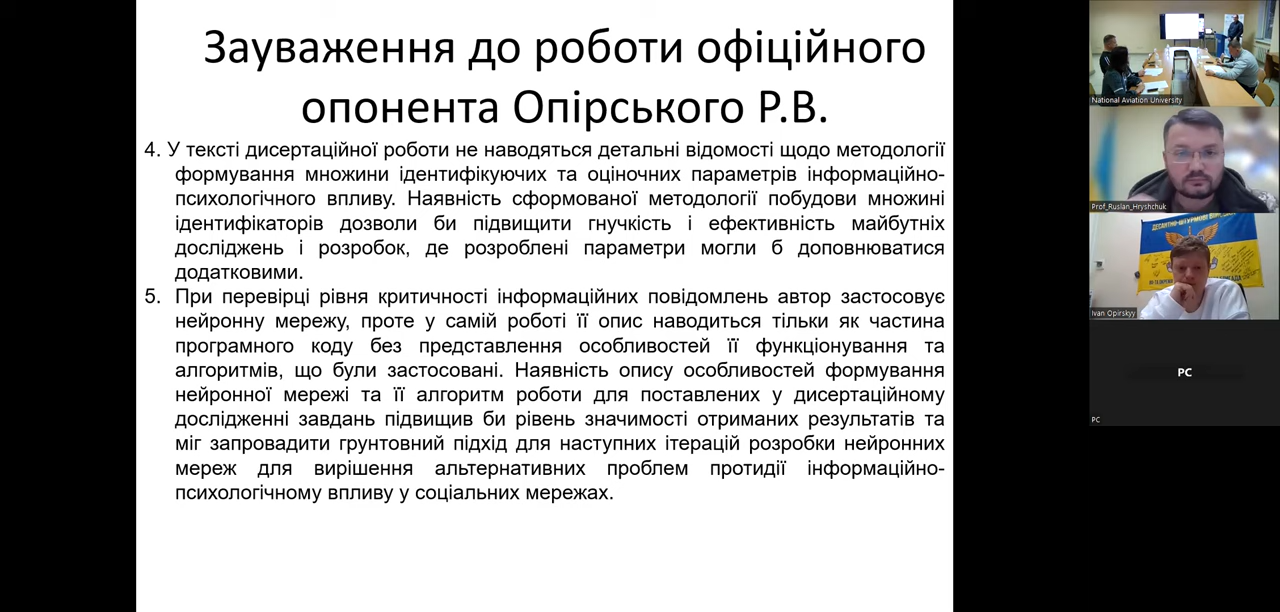 Зауваження до роботи офіційного
опонента Опірського Р.В.
4. У тексті дисертаційної роботи не наводяться детальні відомості щодо методології
формування множини ідентифікуючих та оціночних параметрів інформаційно-
психологічного впливу. Наявність сформованої методології побудови множині
ідентифікаторів дозволи би підвищити гнучкість і ефективність майбутніх
досліджень і розробок, де розроблені параметри могли б доповнюватися
додатковими.
5. При перевірці рівня критичності інформаційних повідомлень автор застосовує
нейронну мережу, проте у самій роботі її опис наводиться тільки як частина
програмного коду без представлення особливостей її функціонування та
алгоритмів, що були застосовані. Наявність опису особливостей формування
нейронної мережі та її алгоритм роботи для поставлених у дисертаційному
дослідженні завдань підвищив би рівень значимості отриманих результатів та
міг запровадити грунтовний підхід для наступних ітерацій розробки нейронних
мереж для вирішення альтернативних проблем протидії інформаційно-
психологічному впливу у соціальних мережах.
National Aviation University
Prof_Ruslan_Hryshchuk
ДЕСАНТНО-ШТУРМОВІ
Ivan Opirskyy
PC
PC